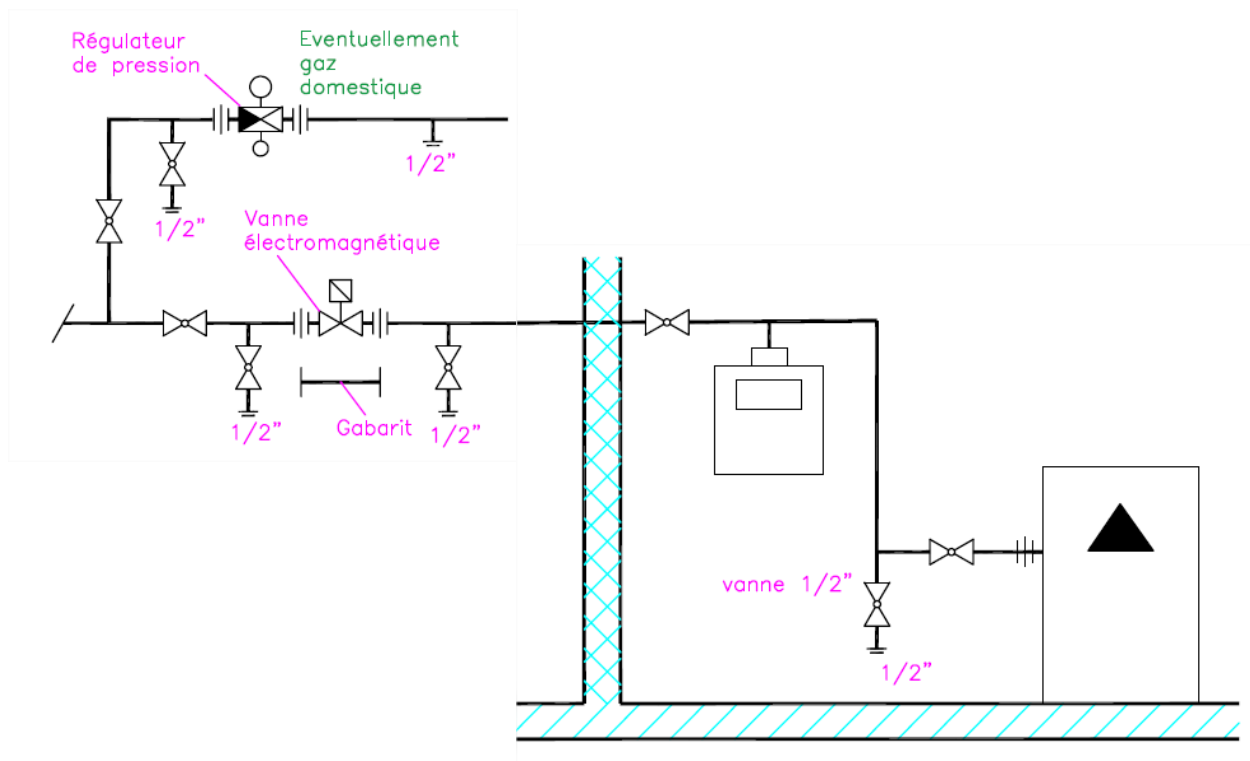 Régulateur
de pression
Eventuellement
gaz
domestique
1/2"
1/2"
Vanne
électromagnétique
1/2"
Gabarit
1/2"
vanne 1/2"
1/2"